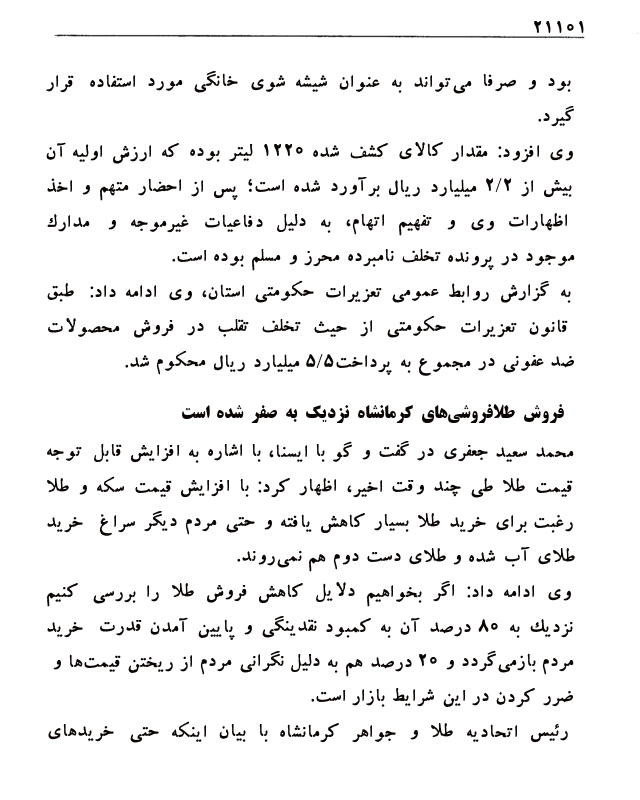 ۲۱۱۵۱
بود و صرفا می‌تواند به عنوان شیشه شوی خانگی مورد استفاده قرار
گیرد.
وی افزود: مقدار کالای کشف شده ۱۲۲۰ لیتر بوده که ارزش اولیه آن
بیش از ۲/۲ میلیارد ریال برآورد شده است؛ پس از احضار متهم و اخذ
اظهارات وی و تفهیم اتهام، به دلیل دفاعیات غیرموجه و مدارك
موجود در پرونده تخلف نامبرده محرز و مسلم بوده است.
به گزارش روابط عمومی تعزیرات حکومتی استان، وی ادامه داد: طبق
قانون تعزیرات حکومتی از حیث تخلف تقلب در فروش محصولات
ضد عفونی در مجموع به پرداخت۵/۵ میلیارد ریال محکوم شد.
فروش طلافروشی‌های کرمانشاه نزدیک به صفر شده است
محمد سعید جعفری در گفت و گو با ایسنا، با اشاره به افزایش قابل توجه
قیمت طلا طی چند وقت اخیر، اظهار کرد: با افزایش قیمت سکه و طلا
رغبت برای خرید طلا بسیار کاهش یافته و حتی مردم دیگر سراغ خرید
طلای آب شده و طلای دست دوم هم نمی‌روند.
وی ادامه داد: اگر بخواهیم دلایل کاهش فروش طلا را بررسی کنیم
نزدیك به ۸۰ درصد آن به کمبود نقدینگی و پایین آمدن قدرت خرید
مردم بازمی‌گردد و ۲۰ درصد هم به دلیل نگرانی مردم از ریختن قیمت‌ها و
ضرر کردن در این شرایط بازار است.
رئیس اتحادیه طلا و جواهر کرمانشاه با بیان اینکه حتی خریدهای